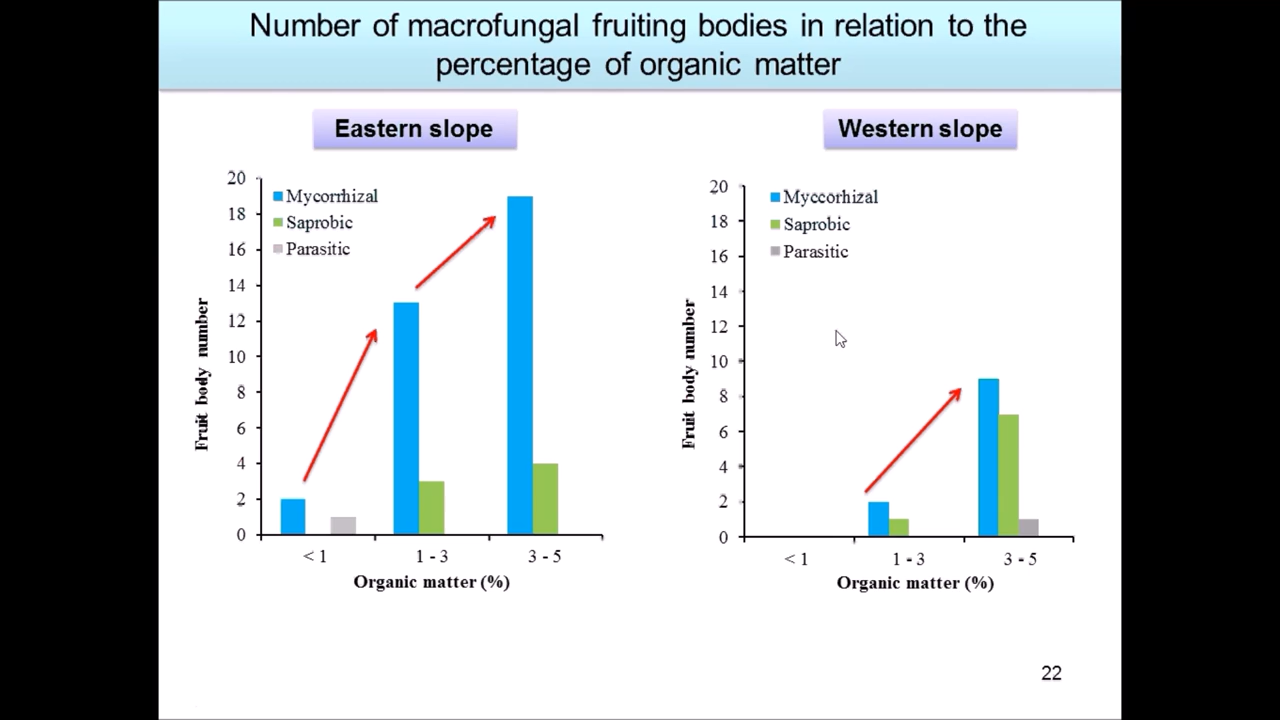 Number of macrofungal fruiting bodies in relation to the
percentage of organic matter
Eastern slope
20
18
16
14
12
10
8
6
4
2
0
Fruit body number
Mycorrhizal
Saprobic
Parasitic
< 1
1 - 3
3 - 5
Organic matter (%)
Western slope
20
18
16
14
12
10
8
6
4
2
0
Fruit body number
Myccorhizal
Saprobic
Parasitic
< 1
1 - 3
3 - 5
Organic matter (%)
22